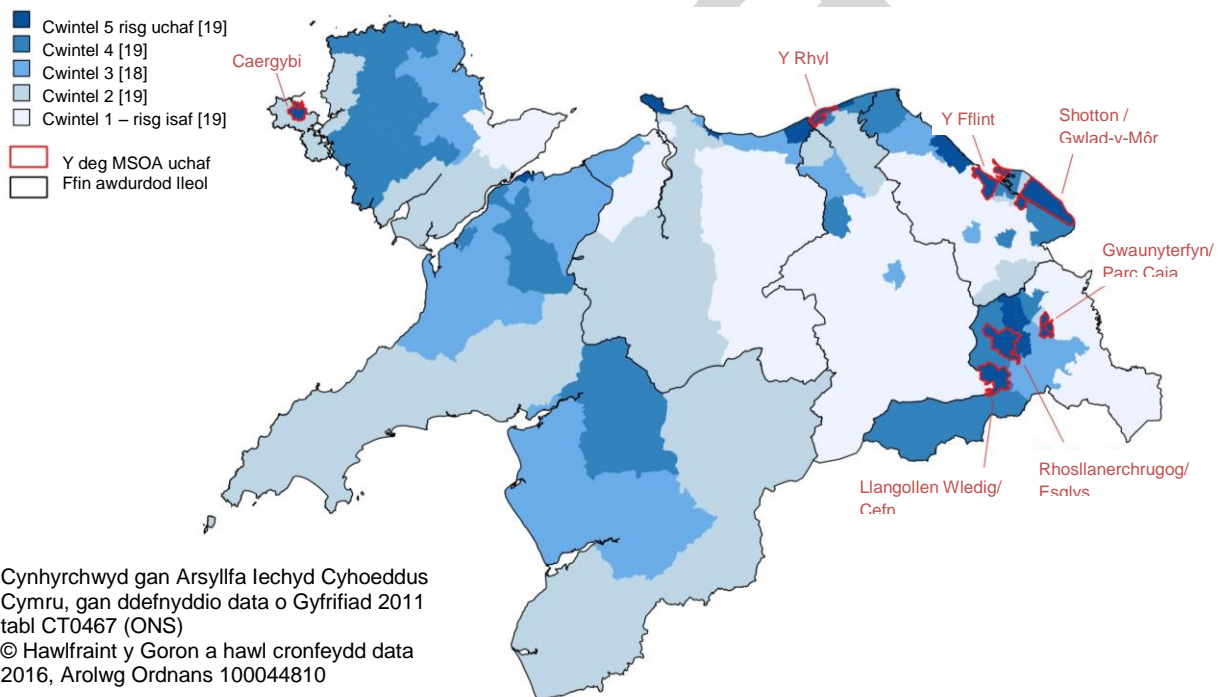 Cwintel 5 risg uchaf [19]
Cwintel 4 [19]
Cwintel 3 [18]
Cwintel 2 [19]
Cwintel 1 – risg isaf [19]
Y deg MSOA uchaf
Ffin awdurdod lleol
Caergybi
Y Rhyl
Y Fflint
Shotton /
Gwlad-y-Môr
Gwaunyterfyn/
Parc Caia
Rhosllanerchrugog/
Esglys
Llangollen Wledig/
Cefn
Cynhyrchwyd gan Arsyllfa Iechyd Cyhoeddus
Cymru, gan ddefnyddio data o Gyfrifiad 2011
tabl CT0467 (ONS)
© Hawlfraint y Goron a hawl cronfeydd data
2016, Arolwg Ordnans 100044810